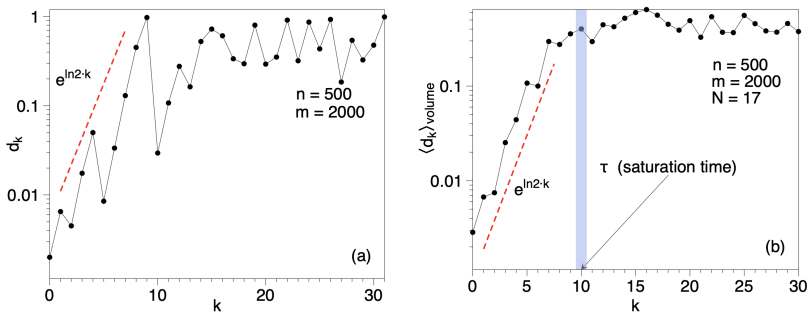 1
0.1
0.01
d_k
e^{ln2·k}
n = 500
m = 2000
(a)
0
10
20
30
k
0.1
0.01
⟨d_k⟩_{volume}
e^{ln2·k}
n = 500
m = 2000
N = 17
τ (saturation time)
(b)
0
5
10
15
20
25
30
k